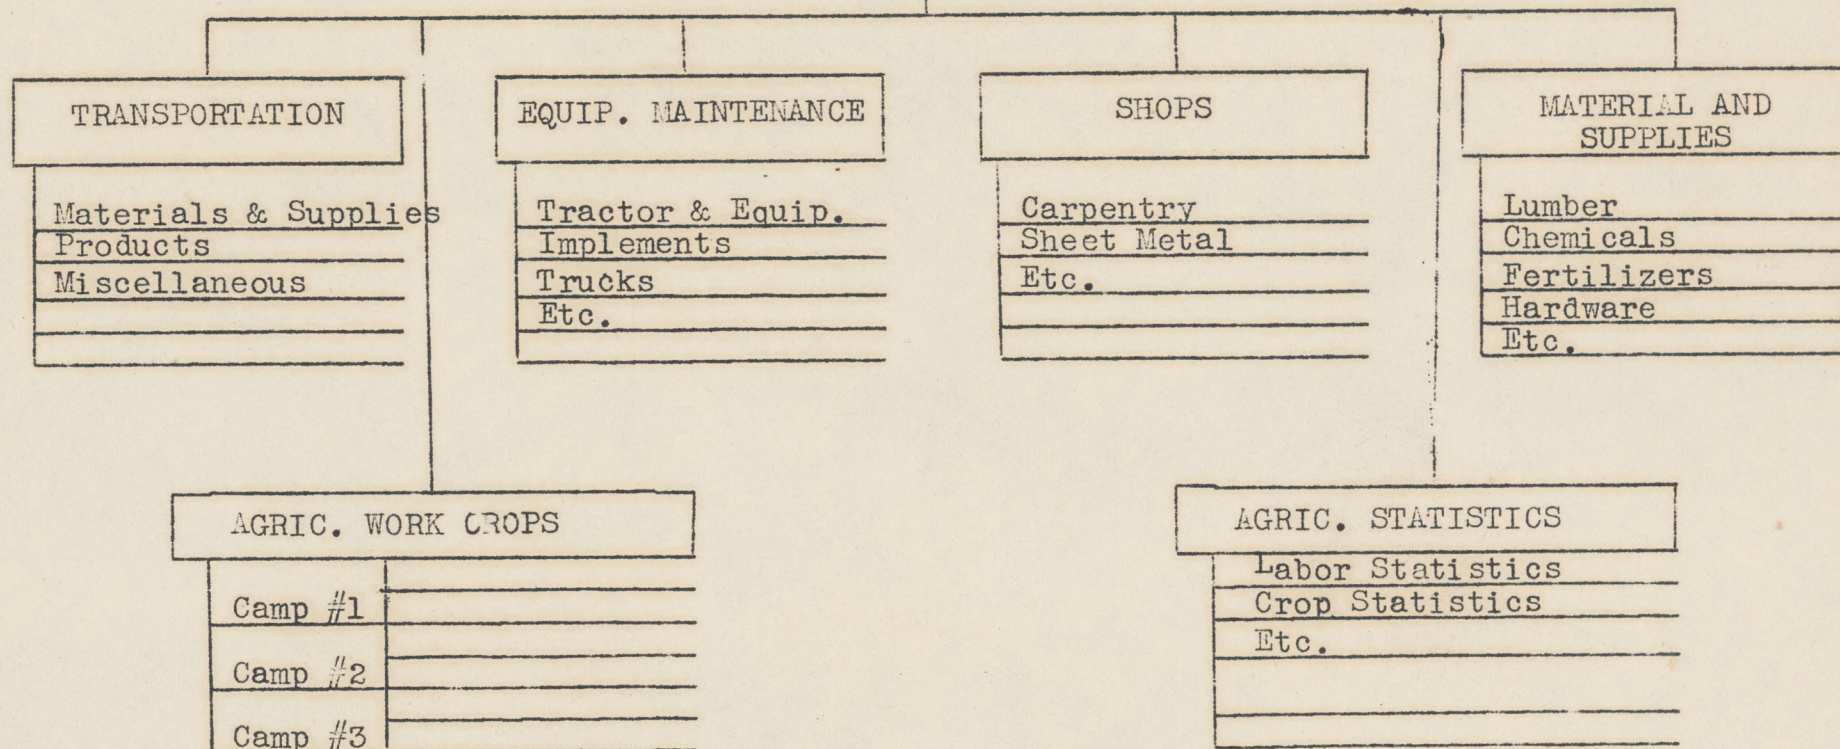 TRANSPORTATION
Materials & Supplies
Products
Miscellaneous
EQUIP. MAINTENANCE
Tractor & Equip.
Implements
Trucks
Etc.
SHOPS
Carpentry
Sheet Metal
Etc.
MATERIAL AND
SUPPLIES
Lumber
Chemicals
Fertilizers
Hardware
Etc.
AGRIC. WORK CROPS
Camp #1
Camp #2
Camp #3
AGRIC. STATISTICS
Labor Statistics
Crop Statistics
Etc.